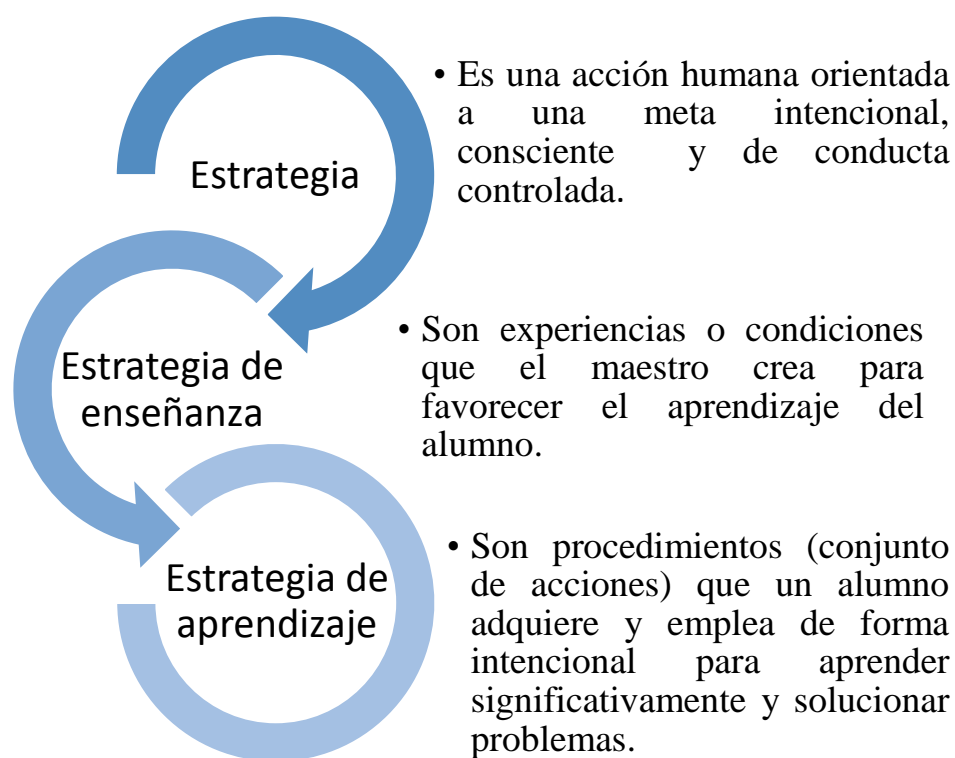 Estrategia
• Es una acción humana orientada
a una meta intencional,
consciente y de conducta
controlada.
Estrategia de
enseñanza
• Son experiencias o condiciones
que el maestro crea para
favorecer el aprendizaje del
alumno.
Estrategia de
aprendizaje
• Son procedimientos (conjunto
de acciones) que un alumno
adquiere y emplea de forma
intencional para aprender
significativamente y solucionar
problemas.